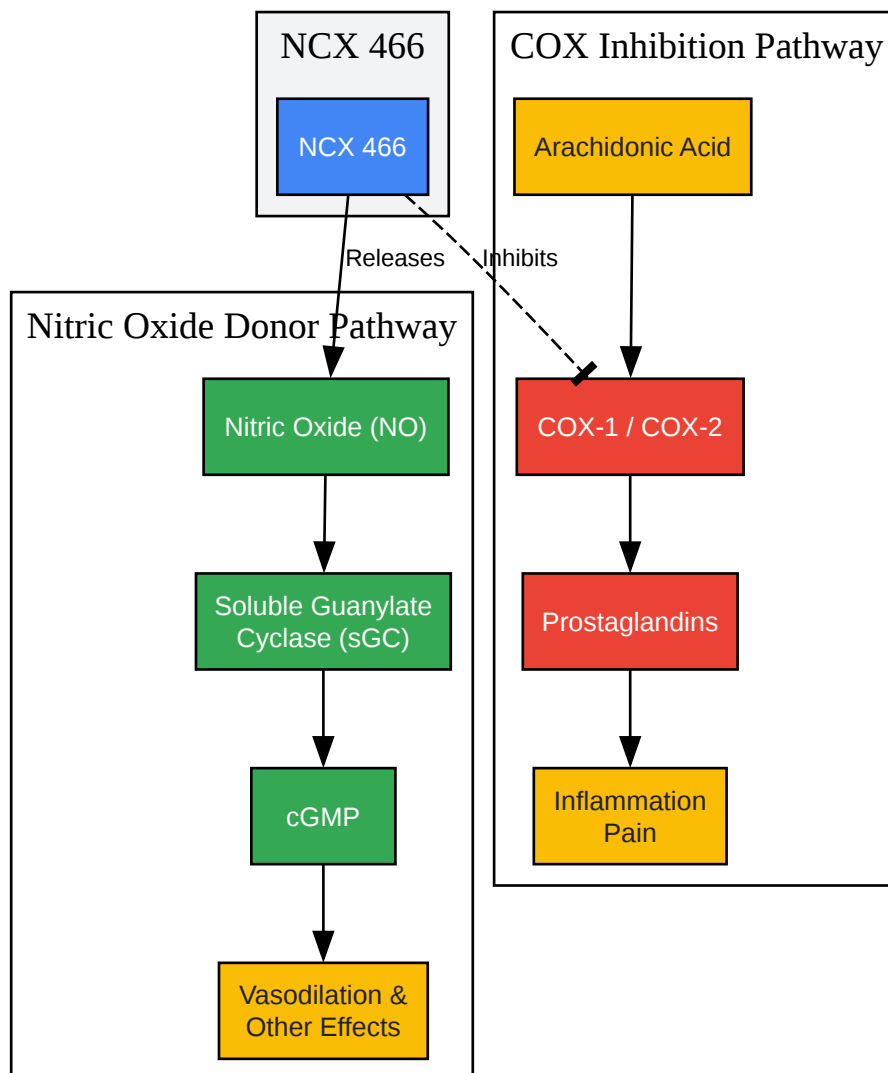 NCX 466
NCX 466
COX Inhibition Pathway
Arachidonic Acid
Releases
Inhibits
Nitric Oxide Donor Pathway
Nitric Oxide (NO)
COX-1 / COX-2
Soluble Guanylate
Cyclase (sGC)
Prostaglandins
cGMP
Inflammation
Pain
Vasodilation &
Other Effects